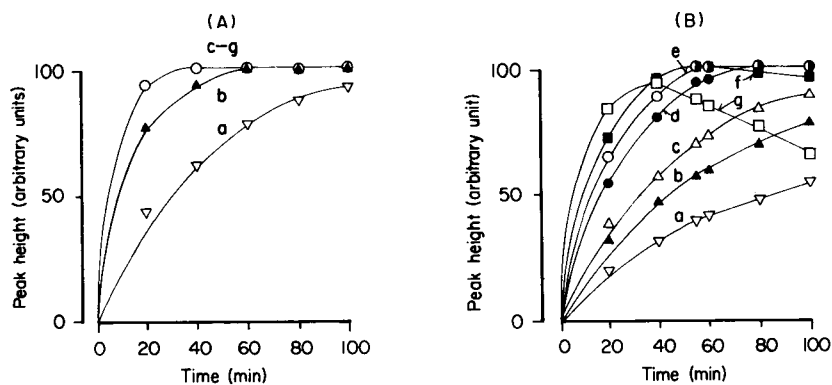 (A)
c–g
b
a
100
50
0
Peak height (arbitrary units)
0 20 40 60 80 100
Time (min)
(B)
e
f
g
d
c
b
a
100
50
0
Peak height (arbitrary unit)
0 20 40 60 80 100
Time (min)